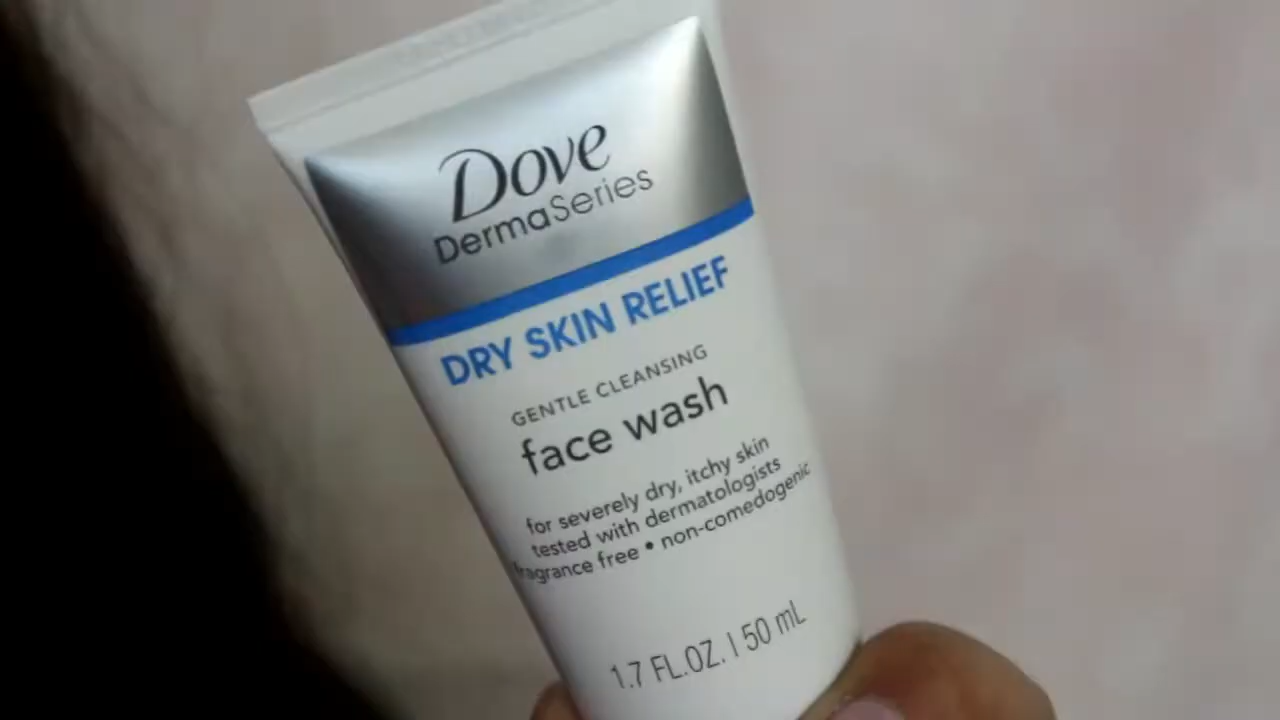 Dove
DermaSeries
DRY SKIN RELIEF
GENTLE CLEANSING
face wash
for severely dry, itchy skin
tested with dermatologists
fragrance free • non-comedogenic
1.7 FL.OZ. | 50 mL